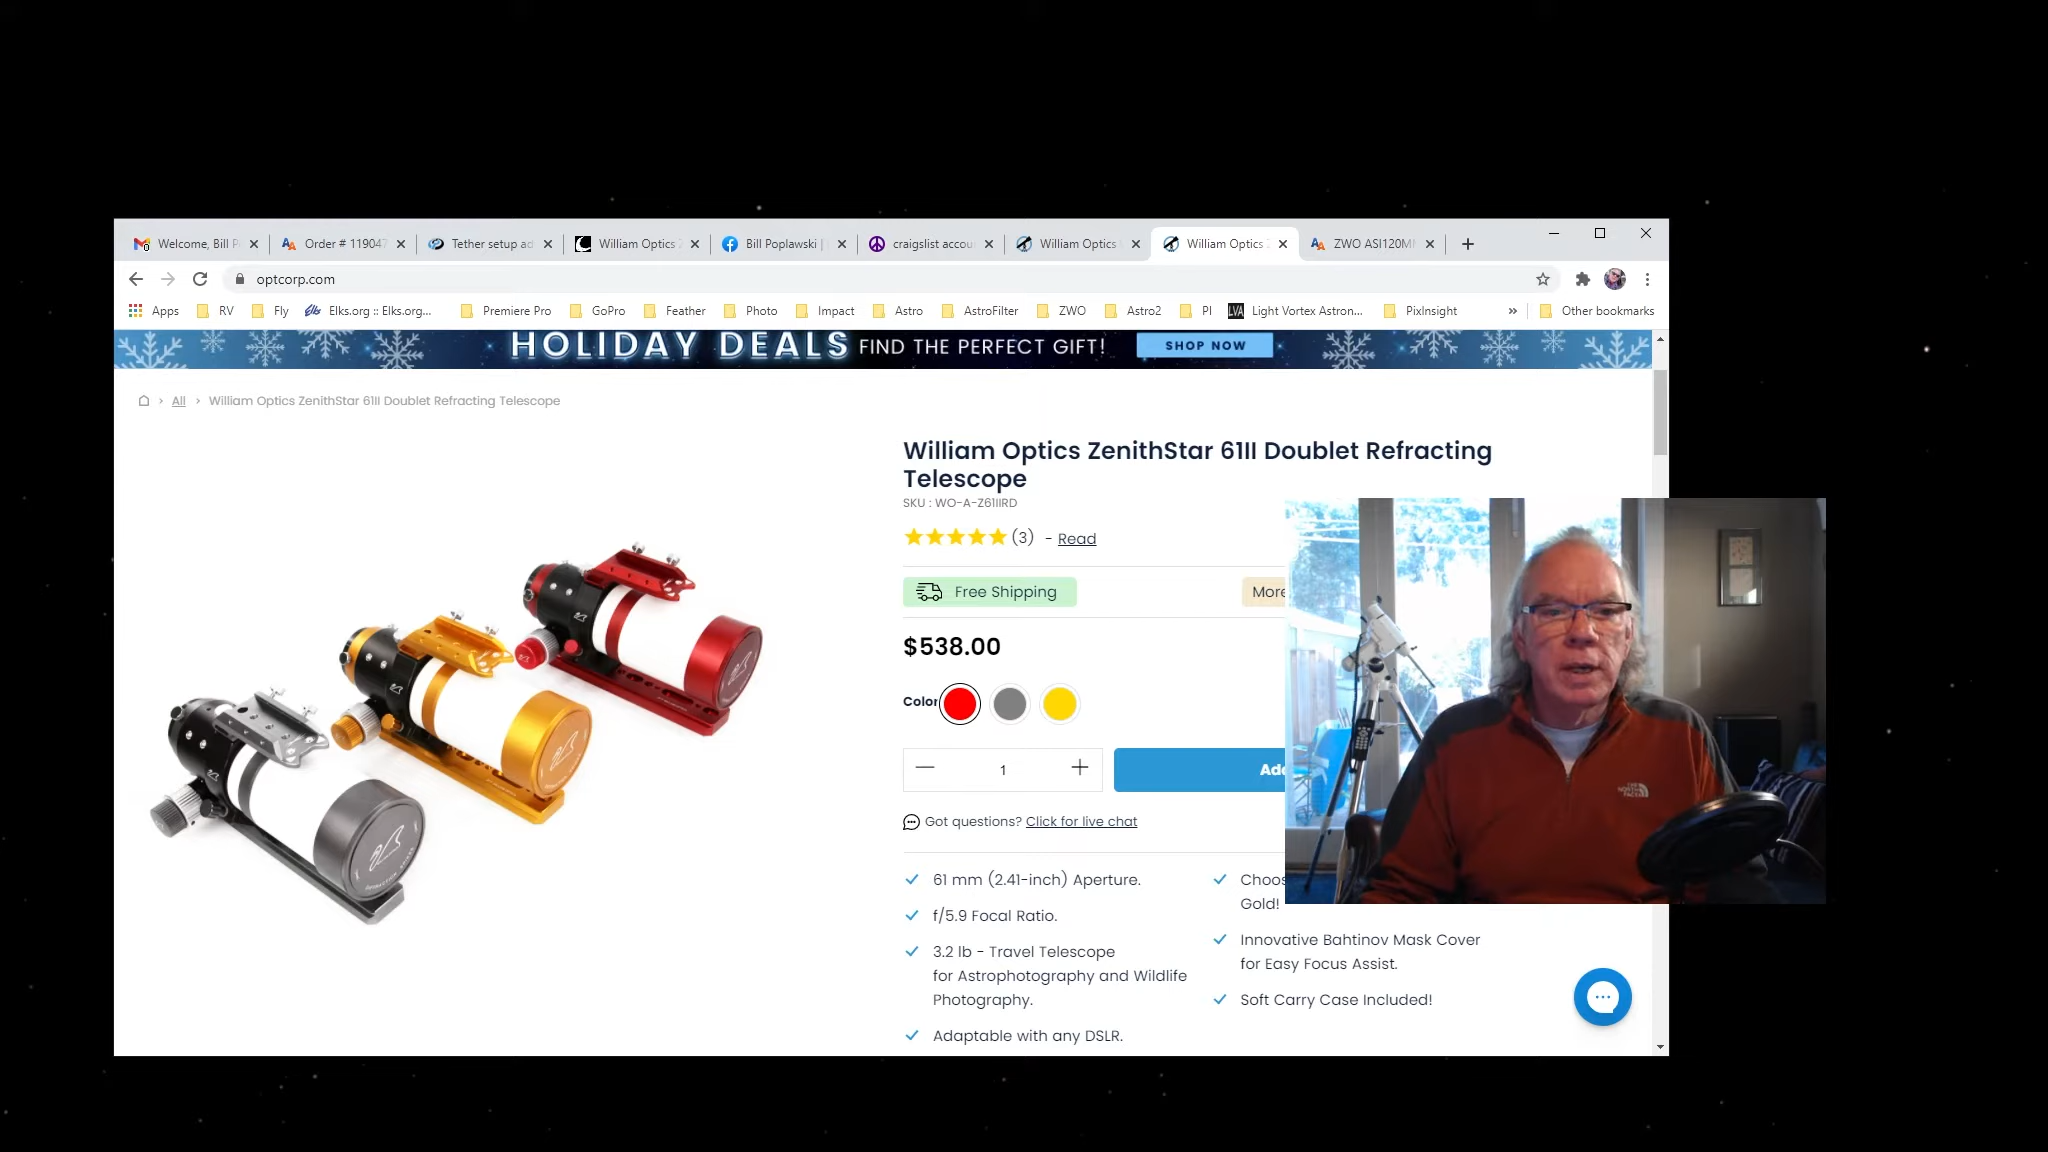 Welcome, Bill P
Order # 119047
Tether setup ad
William Optics
Bill Poplawski |
craigslist accou
William Optics
William Optics
ZWO ASI120M
optcorp.com
Apps
RV
Fly
Elks.org :: Elks.org...
Premiere Pro
GoPro
Feather
Photo
Impact
Astro
AstroFilter
ZWO
Astro2
PI
LVA
Light Vortex Astron...
PixInsight
»
Other bookmarks
HOLIDAY DEALS FIND THE PERFECT GIFT! SHOP NOW
All > William Optics ZenithStar 61II Doublet Refracting Telescope
William Optics ZenithStar 61II Doublet Refracting
Telescope
SKU : WO-A-Z61IIRD
(3) - Read
Free Shipping
More
$538.00
Color
1
Add
Got questions? Click for live chat
61 mm (2.41-inch) Aperture.
f/5.9 Focal Ratio.
3.2 lb - Travel Telescope
for Astrophotography and Wildlife
Photography.
Adaptable with any DSLR.
Choos
Gold!
Innovative Bahtinov Mask Cover
for Easy Focus Assist.
Soft Carry Case Included!
THE
NORTH
FACE